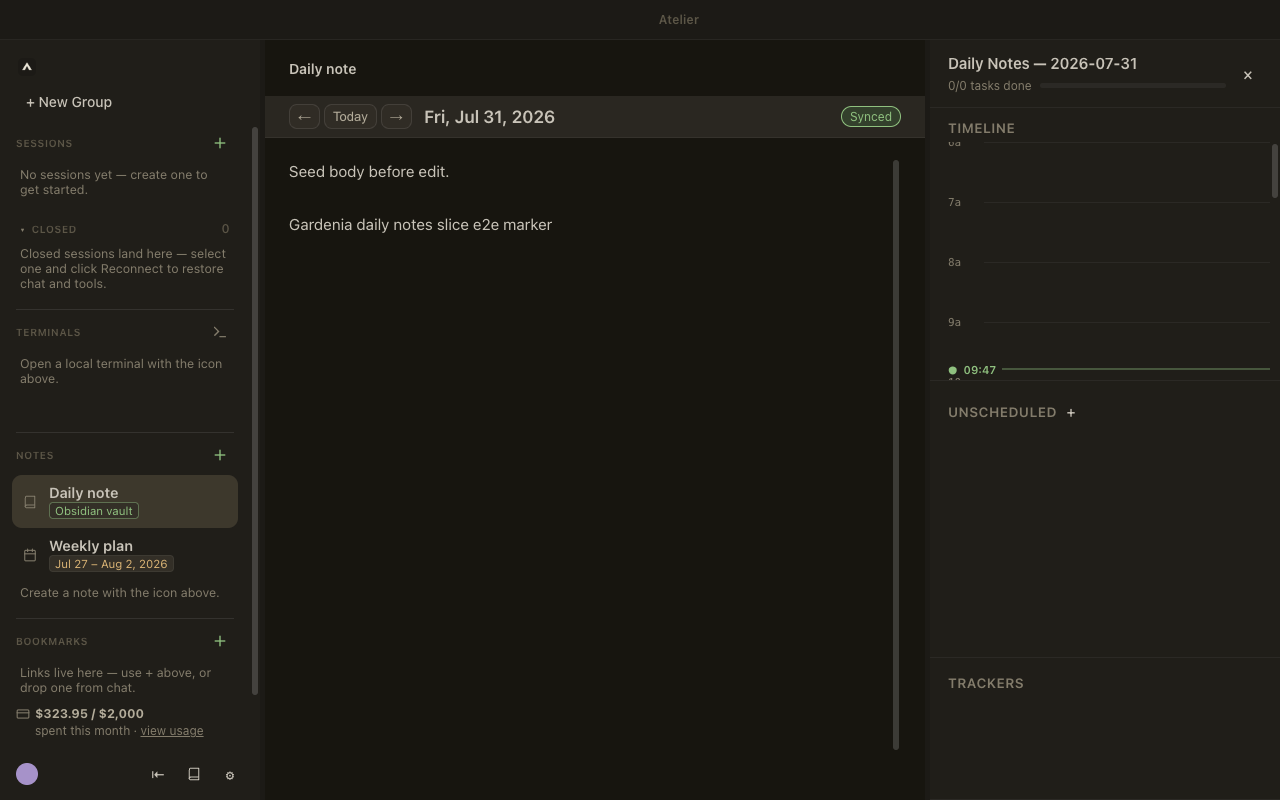 Atelier
+ New Group
SESSIONS
No sessions yet — create one to
get started.
CLOSED
0
Closed sessions land here — select
one and click Reconnect to restore
chat and tools.
TERMINALS
Open a local terminal with the icon
above.
NOTES
Daily note
Obsidian vault
Weekly plan
Jul 27 – Aug 2, 2026
Create a note with the icon above.
BOOKMARKS
Links live here — use + above, or
drop one from chat.
$323.95 / $2,000
spent this month · view usage
Daily note
← Today → Fri, Jul 31, 2026
Synced
Seed body before edit.
Gardenia daily notes slice e2e marker
Daily Notes — 2026-07-31
0/0 tasks done
TIMELINE
6a
7a
8a
9a
09:47
UNSCHEDULED +
TRACKERS